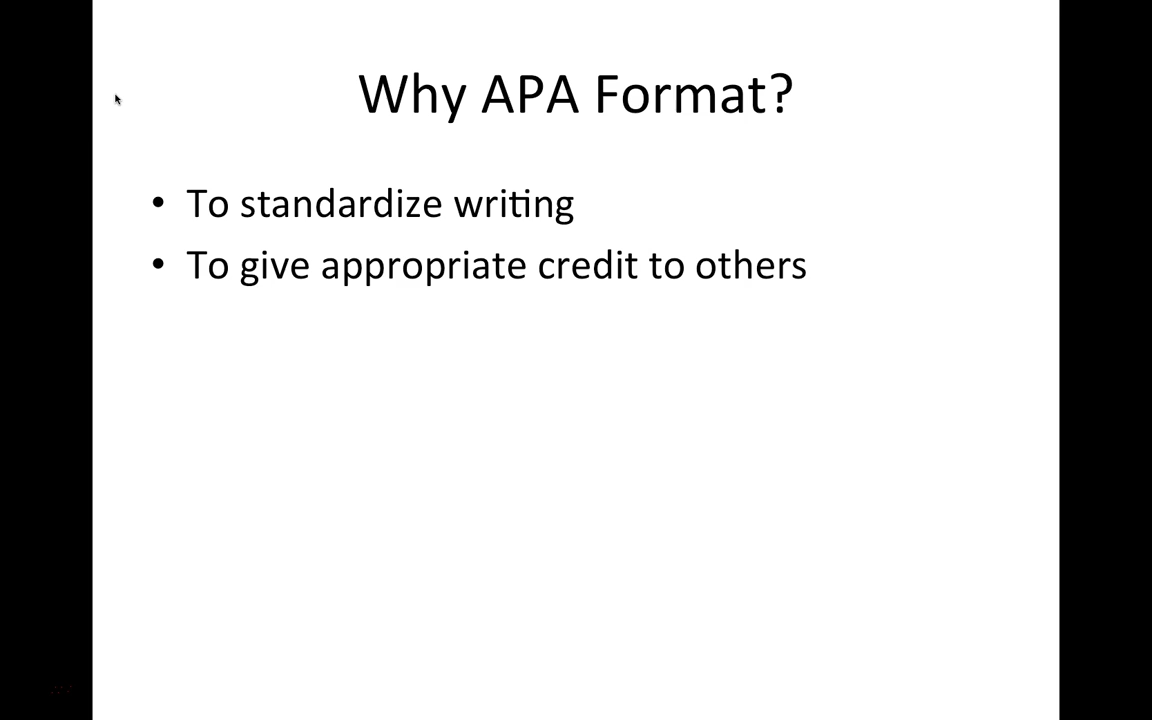 Why APA Format?
• To standardize writing
• To give appropriate credit to others